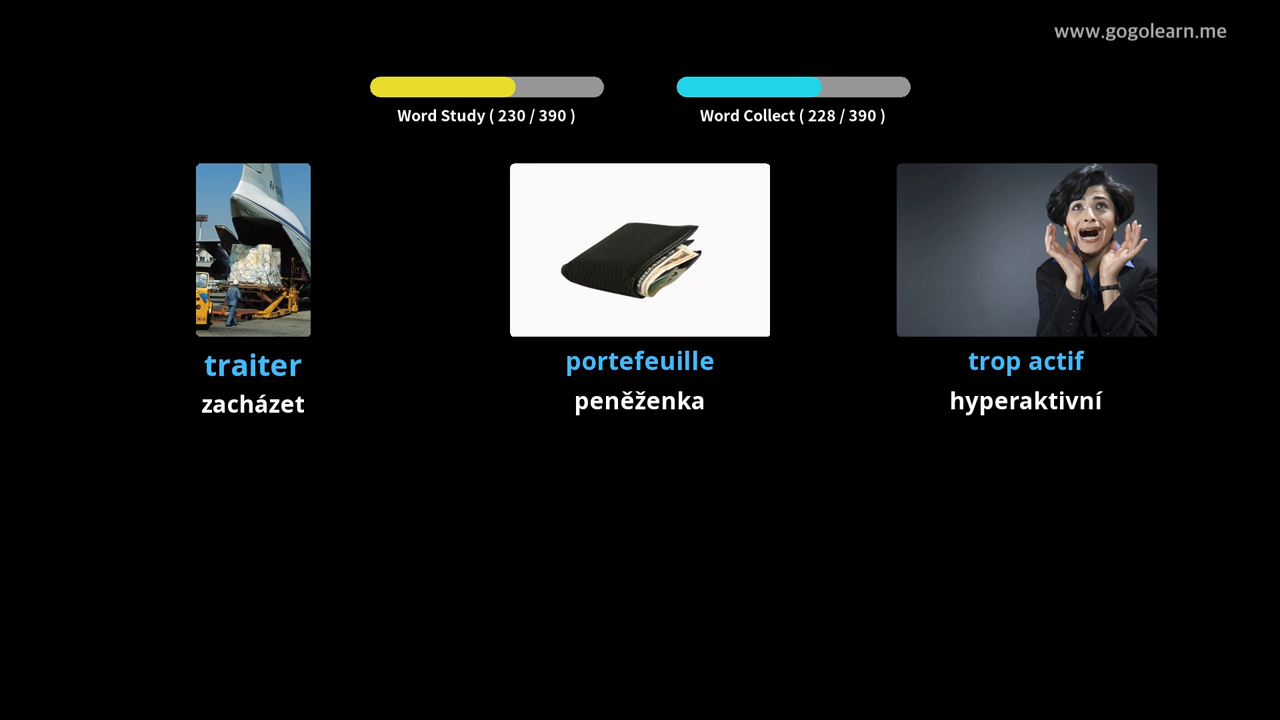 www.gogolearn.me
Word Study ( 230 / 390 )
Word Collect ( 228 / 390 )
traiter
portefeuille
trop actif
zacházet
peněženka
hyperaktivní